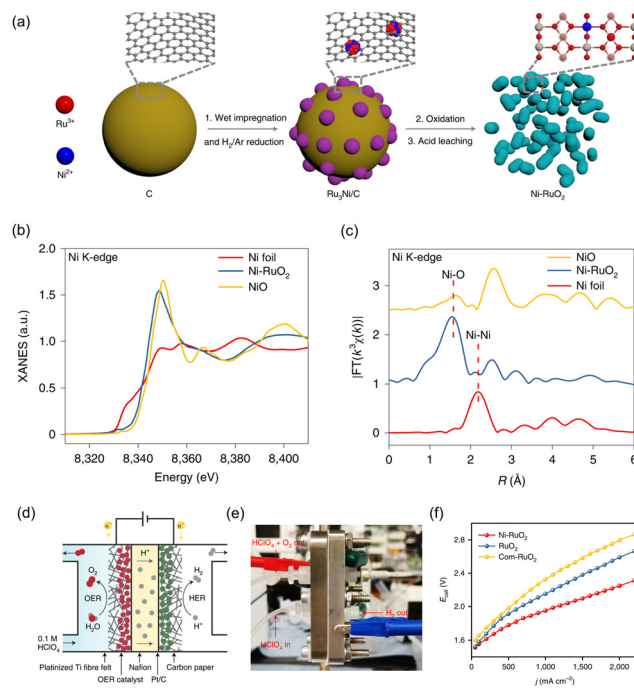 (a)
Ru³⁺
Ni²⁺
C
1. Wet impregnation
and H₂/Ar reduction
Ru₃Ni/C
2. Oxidation
3. Acid leaching
Ni-RuO₂
(b)
Ni K-edge
Ni foil
Ni-RuO₂
NiO
XANES (a.u.)
1.5
1.0
0.5
0
8,320 8,340 8,360 8,380 8,400
Energy (eV)
(c)
Ni K-edge
NiO
Ni-RuO₂
Ni foil
Ni-O
Ni-Ni
|FT(k³χ(k))|
3
2
1
0
0 1 2 3 4 5 6
R (Å)
(d)
e⁻ e⁻
H⁺
O₂
OER
H₂O
H₂
HER
H⁺
0.1 M
HClO₄
Platinized Ti fibre felt Nafion Carbon paper
OER catalyst Pt/C
(e)
HClO₄ + O₂ out
H₂ out
HClO₄ in
(f)
Ni-RuO₂
RuO₂
Com-RuO₂
E_cell (V)
2.8
2.4
2.0
1.6
1.2
0 500 1,000 1,500 2,000
j (mA cm⁻²)